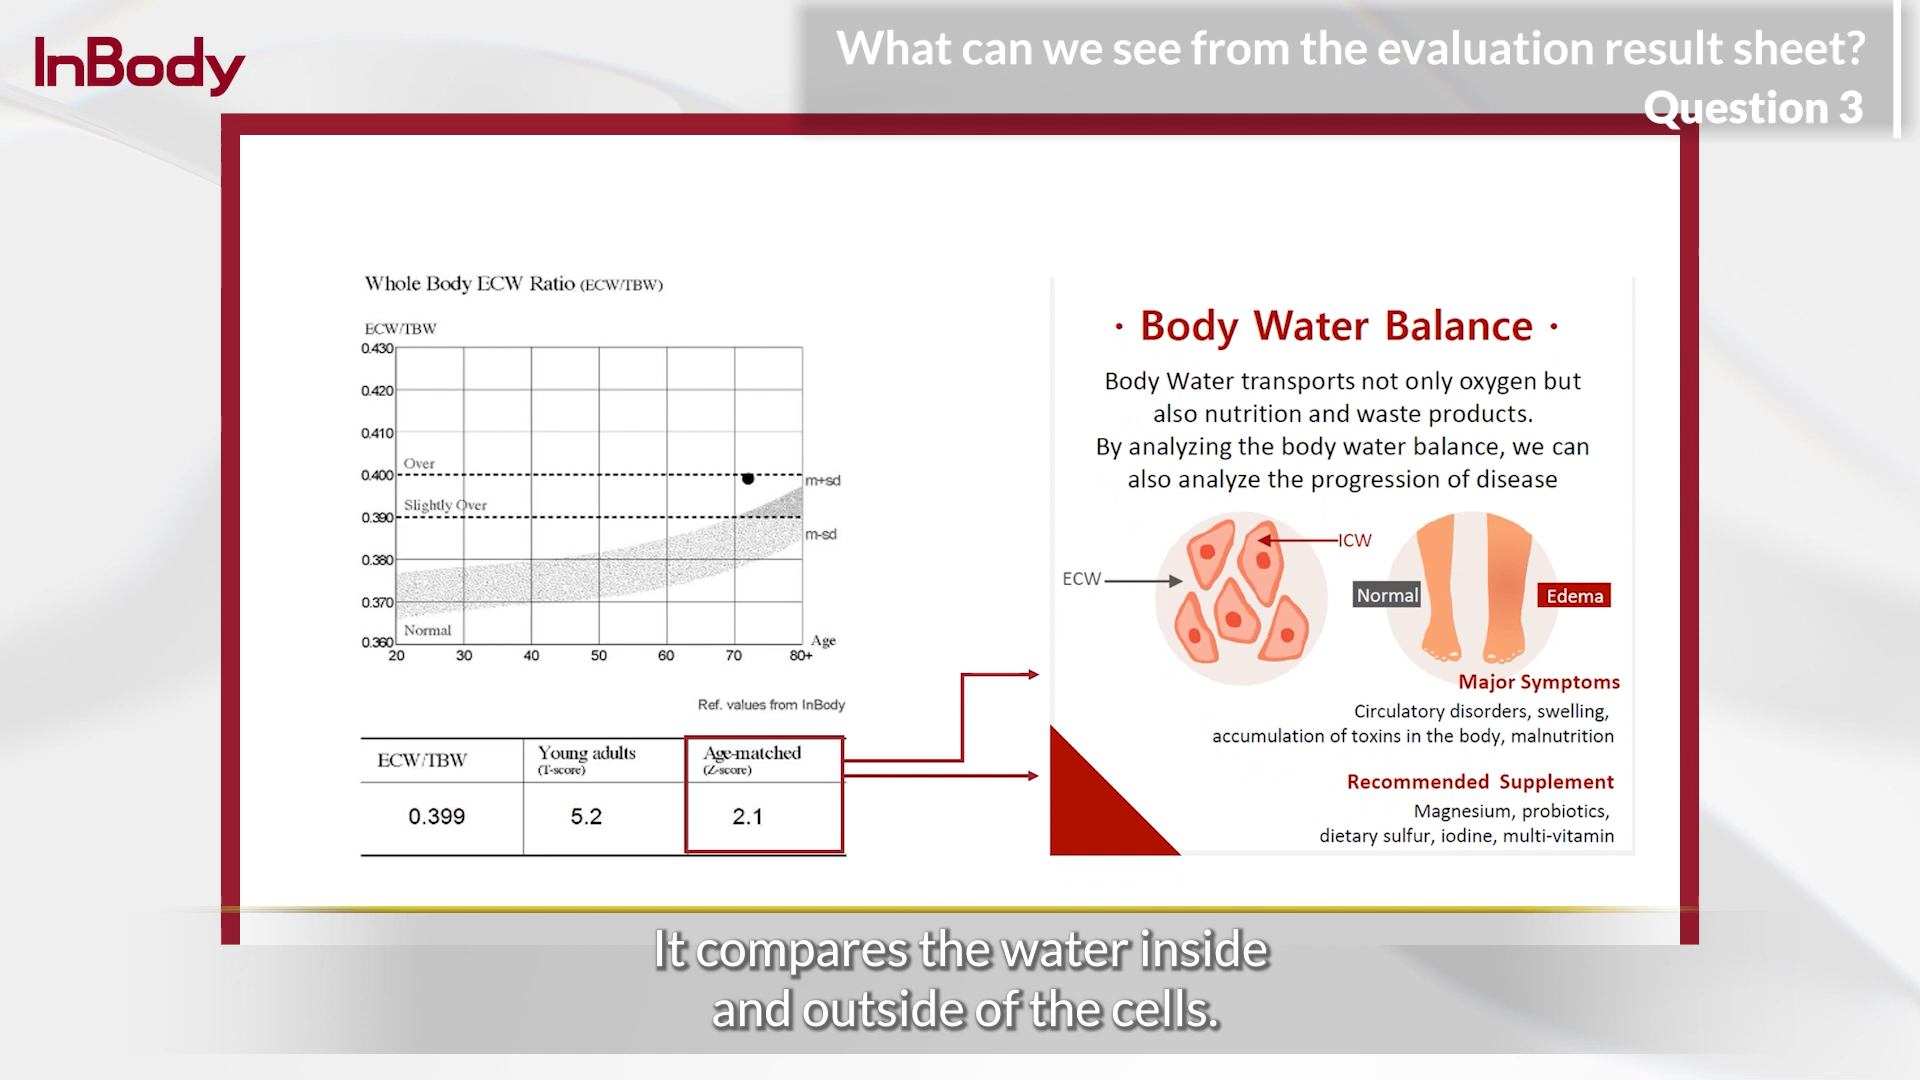 InBody
What can we see from the evaluation result sheet?
Question 3
Whole Body ECW Ratio (ECW/TBW)
ECW/TBW
0.430
0.420
0.410
Over
0.400
m+sd
Slightly Over
0.390
m-sd
0.380
0.370
Normal
0.360
Age
20 30 40 50 60 70 80+
Ref. values from InBody
ECW/TBW Young adults (T-score) Age-matched (Z-score)
0.399 5.2 2.1
· Body Water Balance ·
Body Water transports not only oxygen but
also nutrition and waste products.
By analyzing the body water balance, we can
also analyze the progression of disease
ICW
ECW
Normal
Edema
Major Symptoms
Circulatory disorders, swelling,
accumulation of toxins in the body, malnutrition
Recommended Supplement
Magnesium, probiotics,
dietary sulfur, iodine, multi-vitamin
It compares the water inside
and outside of the cells.